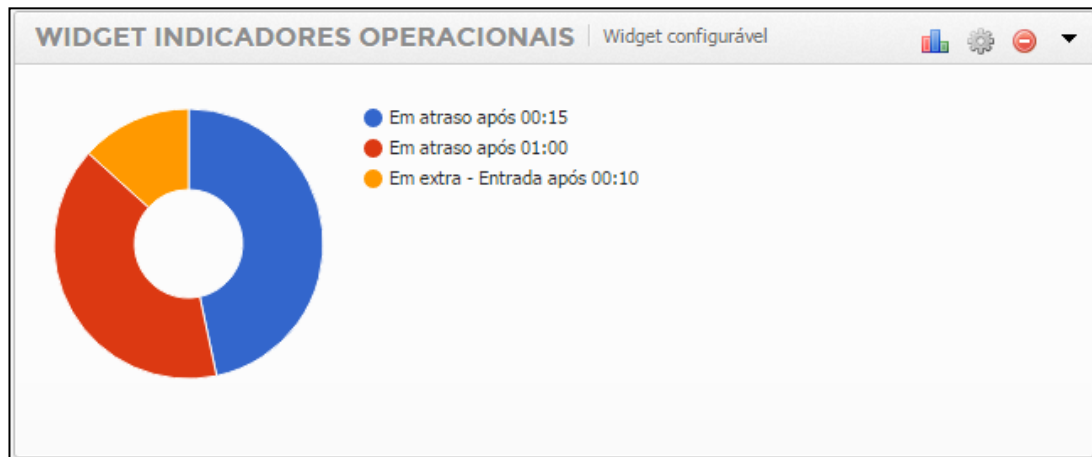 WIDGET INDICADORES OPERACIONAIS Widget configurável
Em atraso após 00:15
Em atraso após 01:00
Em extra - Entrada após 00:10